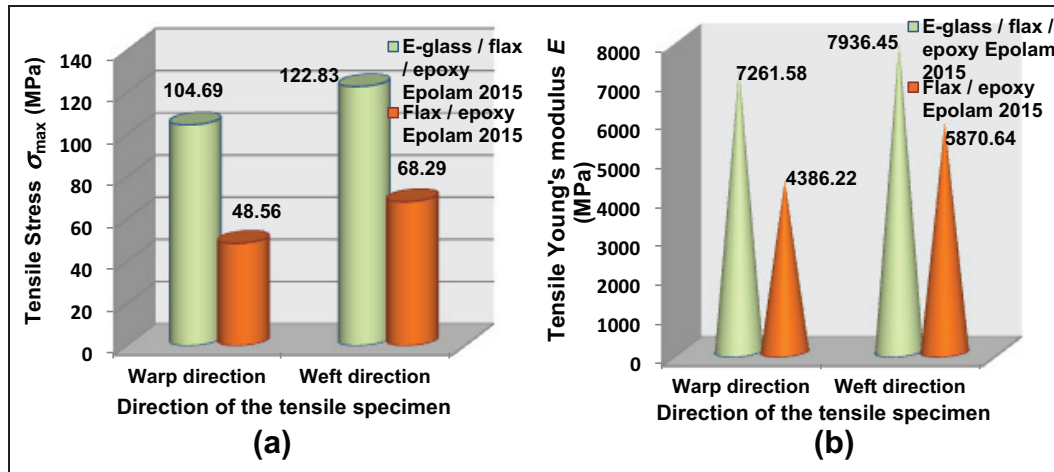 Tensile Stress σmax (MPa)
140
120
100
80
60
40
20
0
104.69
48.56
122.83
68.29
E-glass / flax
/ epoxy
Epolam 2015
Flax / epoxy
Epolam 2015
Warp direction
Weft direction
Direction of the tensile specimen
(a)
Tensile Young's modulus E
(MPa)
8000
7000
6000
5000
4000
3000
2000
1000
0
7261.58
4386.22
7936.45
5870.64
E-glass / flax /
epoxy Epolam
2015
Flax / epoxy
Epolam 2015
Warp direction
Weft direction
Direction of the tensile specimen
(b)